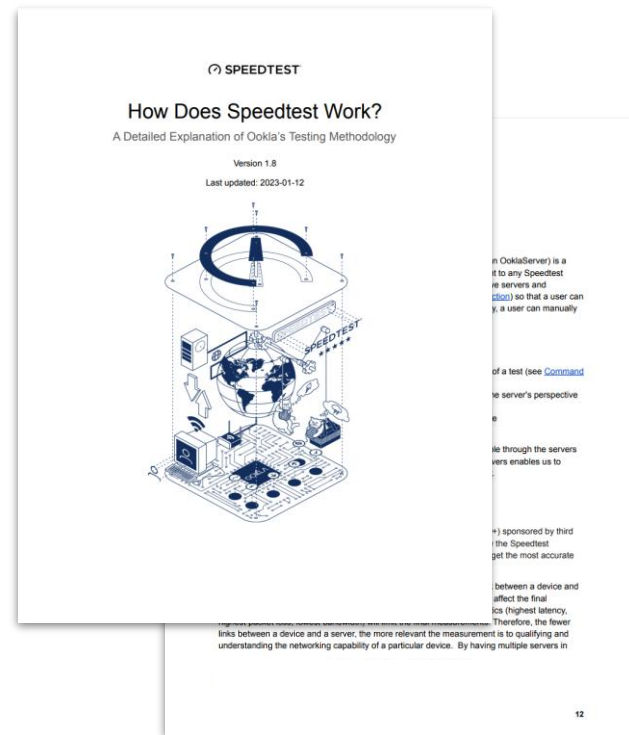 SPEEDTEST
How Does Speedtest Work?
A Detailed Explanation of Ookla's Testing Methodology
Version 1.8
Last updated: 2023-01-12
SPEEDTEST
n OoklaServer) is a
t to any Speedtest
ve servers and
ction) so that a user can
y, a user can manually
of a test (see Command
he server's perspective
e
ile through the servers
vers enables us to
+) sponsored by third
the Speedtest
get the most accurate
between a device and
affect the final
ics (highest latency,
highest packet loss, lowest bandwidth) will limit the final measurements. Therefore, the fewer
links between a device and a server, the more relevant the measurement is to qualifying and
understanding the networking capability of a particular device. By having multiple servers in
12